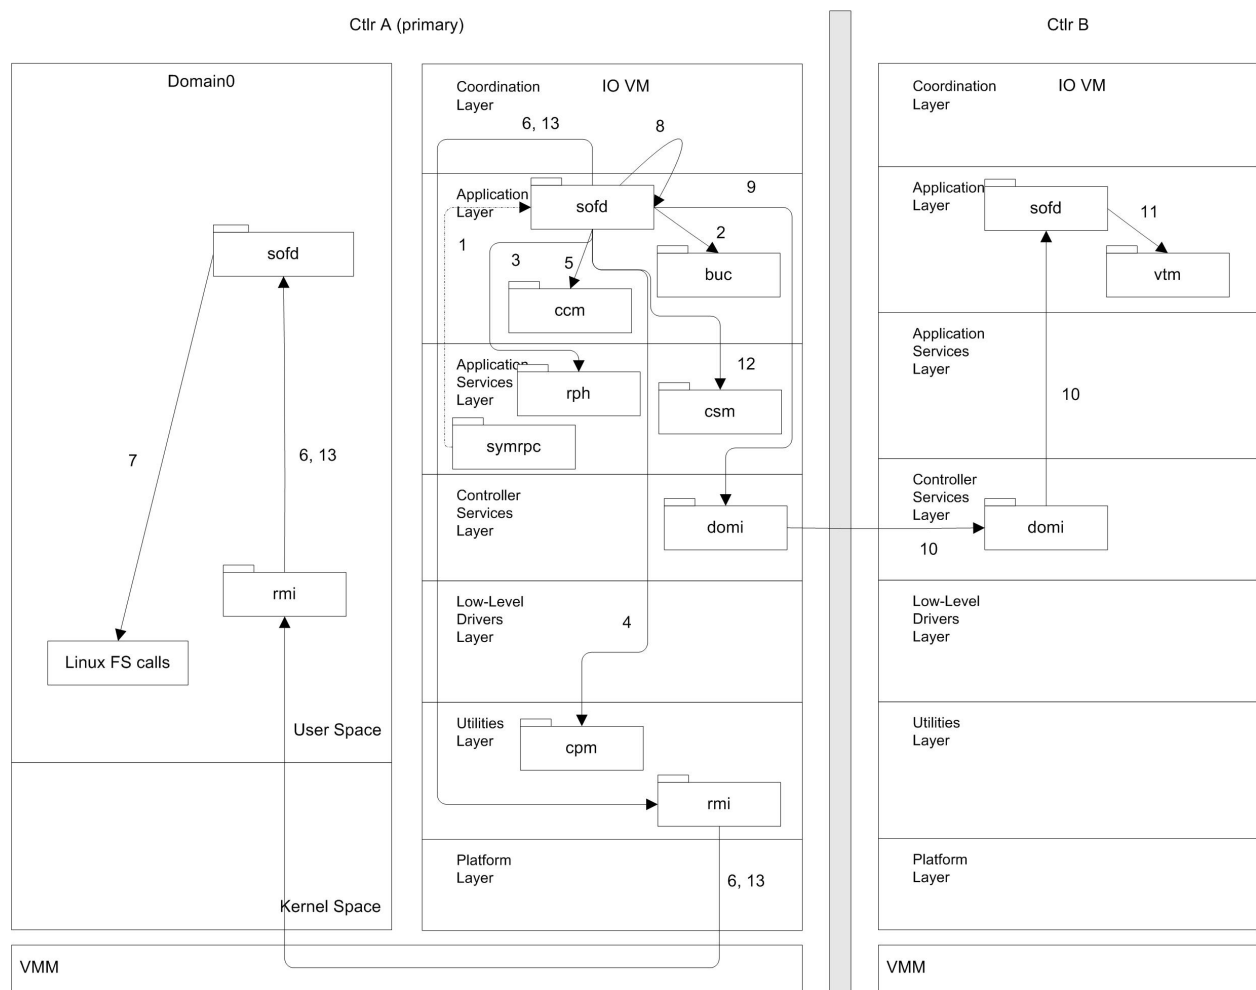 Ctlr A (primary)
Ctlr B
Domain0
sofd
7
6, 13
rmi
Linux FS calls
User Space
Kernel Space
VMM
Coordination
Layer
IO VM
6, 13
8
Application
Layer
sofd
9
1
2
3
5
buc
ccm
Application
Services
Layer
12
rph
csm
symrpc
Controller
Services
Layer
domi
10
Low-Level
Drivers
Layer
4
Utilities
Layer
cpm
rmi
Platform
Layer
6, 13
Coordination
Layer
IO VM
Application
Layer
sofd
11
vtm
Application
Services
Layer
10
Controller
Services
Layer
domi
Low-Level
Drivers
Layer
Utilities
Layer
Platform
Layer
VMM